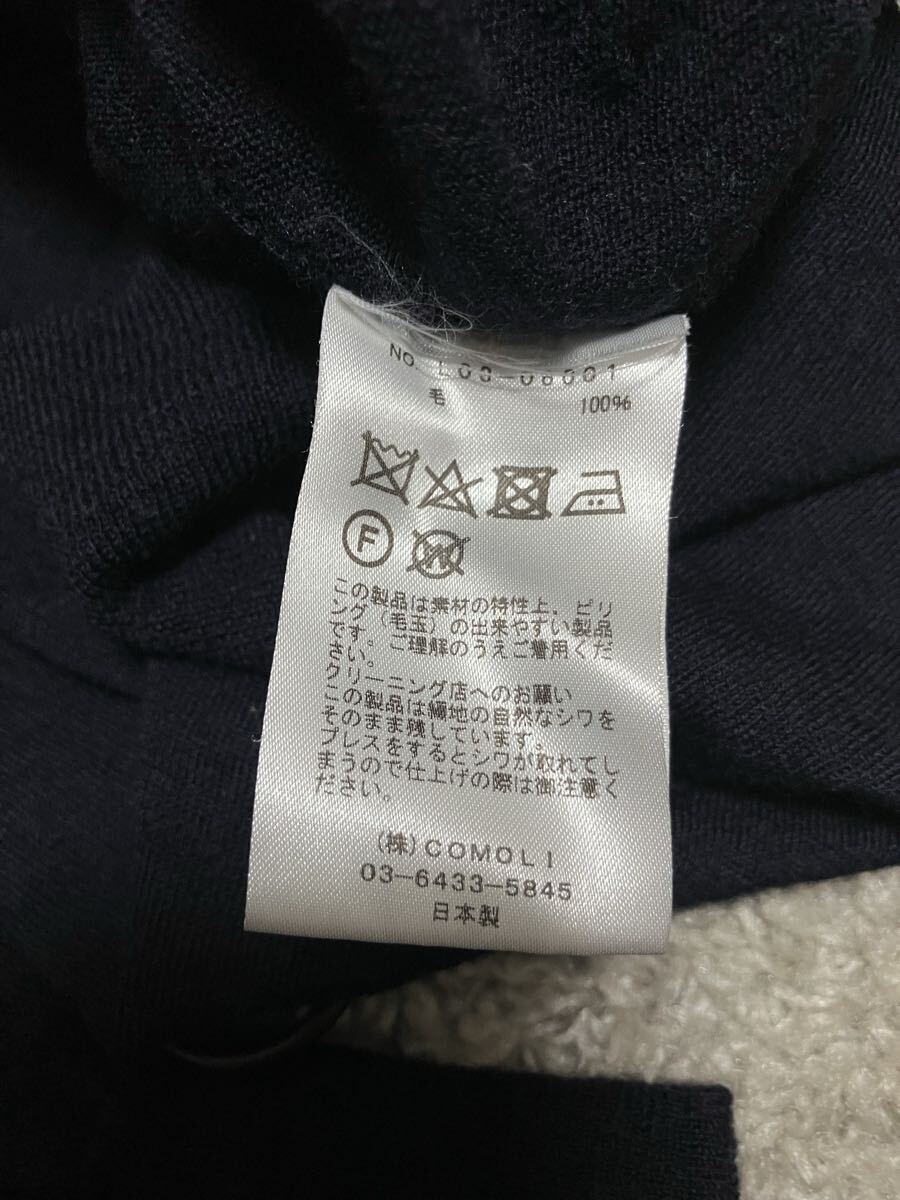 NO. L03-06001
毛 100%
F
W
この製品は素材の特性上、ピリ
ング（毛玉）の出来やすい製品
です。ご理解のうえご着用くだ
さい。
クリーニング店へのお願い
この製品は編地の自然なシワを
そのまま残しています。
プレスをするとシワが取れてし
まうので仕上げの際は御注意く
ださい。
(株)COMOLI
03-6433-5845
日本製